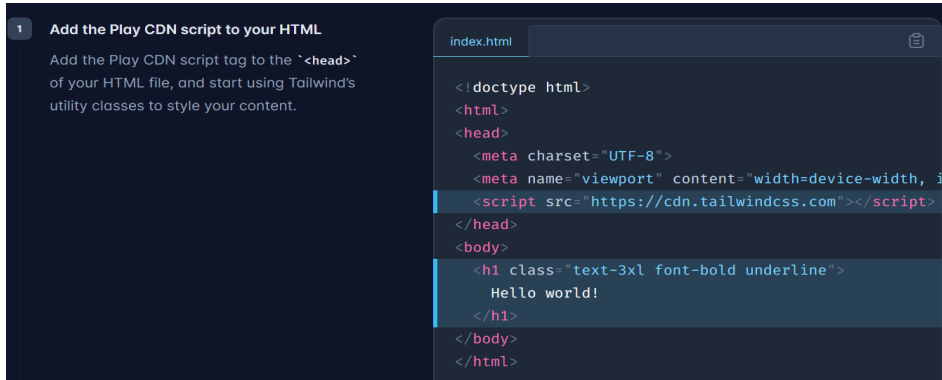 1
Add the Play CDN script to your HTML
Add the Play CDN script tag to the `<head>`
of your HTML file, and start using Tailwind's
utility classes to style your content.
index.html
<!doctype html>
<html>
<head>
<meta charset="UTF-8">
<meta name="viewport" content="width=device-width, i
<script src="https://cdn.tailwindcss.com"></script>
</head>
<body>
<h1 class="text-3xl font-bold underline">
Hello world!
</h1>
</body>
</html>